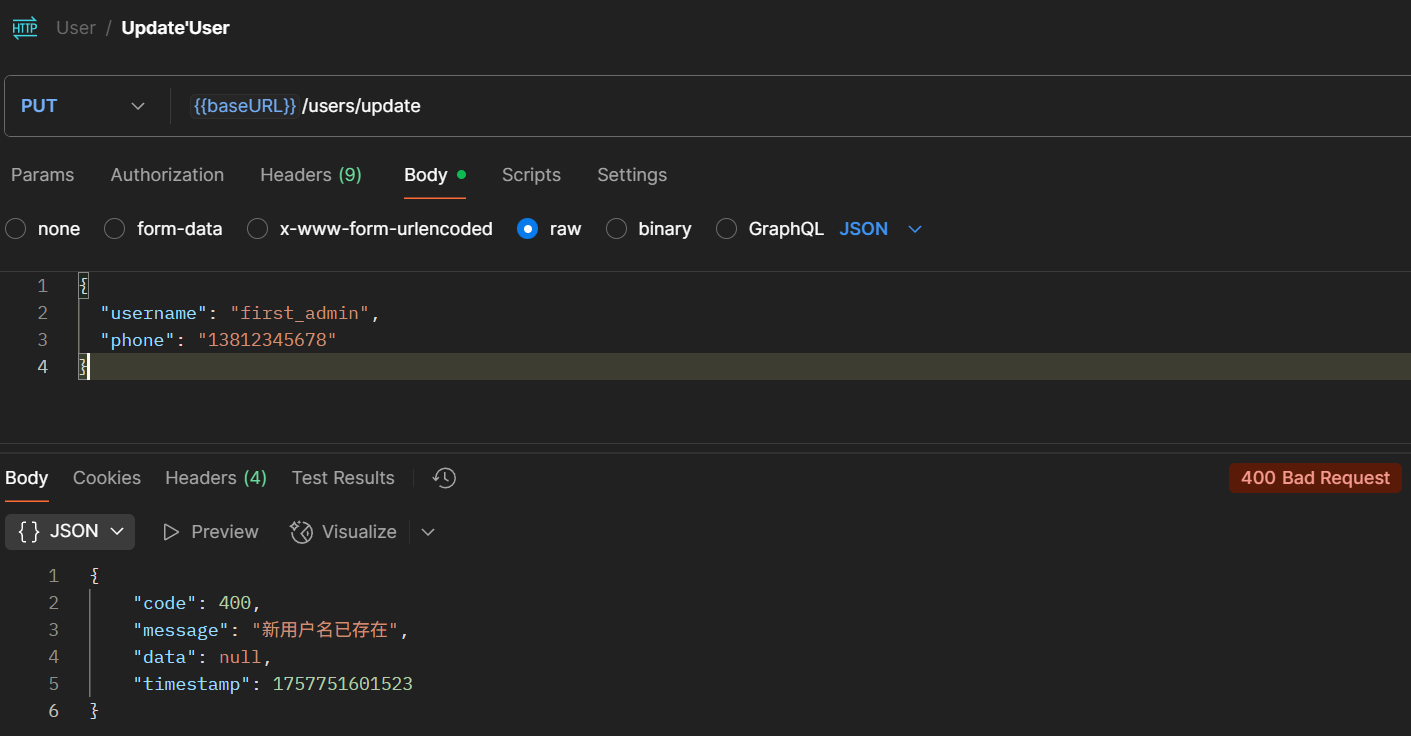 HTTP User / Update'User
PUT {{baseURL}}/users/update
Params Authorization Headers (9) Body Scripts Settings
none form-data x-www-form-urlencoded raw binary GraphQL JSON
1 {
2 "username": "first_admin",
3 "phone": "13812345678"
4 }
Body Cookies Headers (4) Test Results 400 Bad Request
{} JSON Preview Visualize
1 {
2 "code": 400,
3 "message": "新用户名已存在",
4 "data": null,
5 "timestamp": 1757751601523
6 }